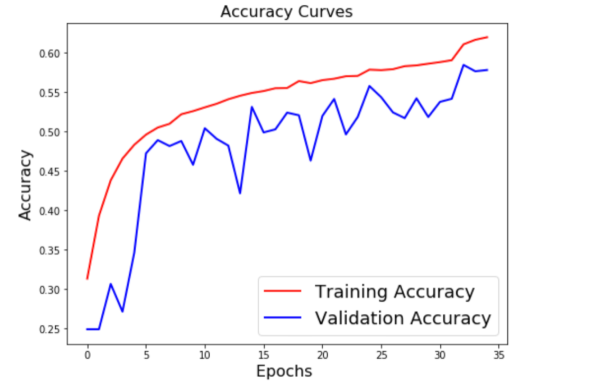 Accuracy Curves
0.60
0.55
0.50
0.45
0.40
0.35
0.30
0.25
Accuracy
Training Accuracy
Validation Accuracy
0 5 10 15 20 25 30 35
Epochs